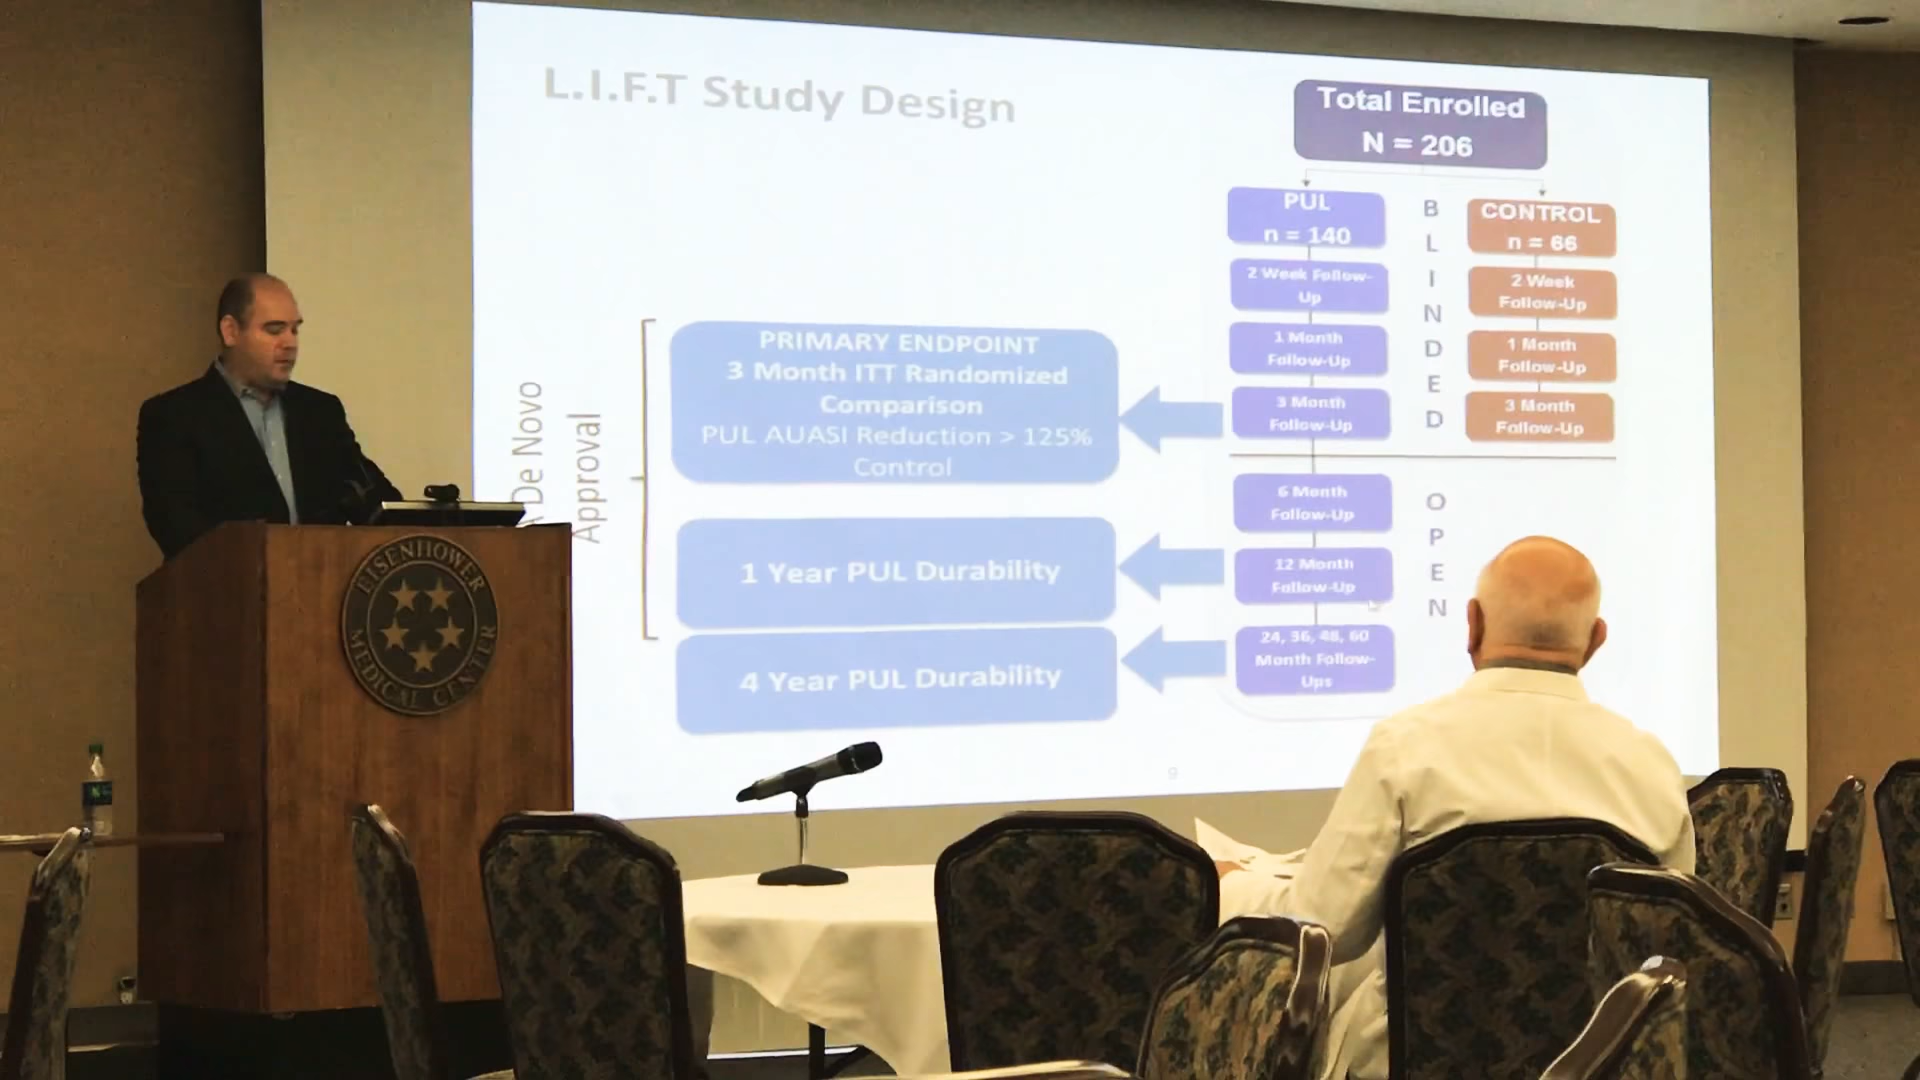 L.I.F.T Study Design
Total Enrolled
N = 206
PUL
n = 140
CONTROL
n = 66
BLINDED
2 Week Follow-
Up
2 Week
Follow-Up
1 Month
Follow-Up
1 Month
Follow-Up
3 Month
Follow-Up
3 Month
Follow-Up
PRIMARY ENDPOINT
3 Month ITT Randomized
Comparison
PUL AUASI Reduction > 125%
Control
De Novo
Approval
6 Month
Follow-Up
OPEN
12 Month
Follow-Up
1 Year PUL Durability
24, 36, 48, 60
Month Follow-
Ups
4 Year PUL Durability
9
EISENHOWER
MEDICAL CENTER